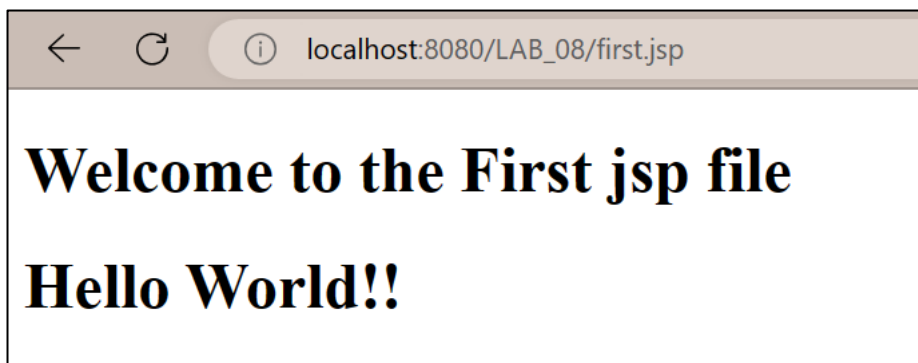 localhost:8080/LAB_08/first.jsp
Welcome to the First jsp file
Hello World!!